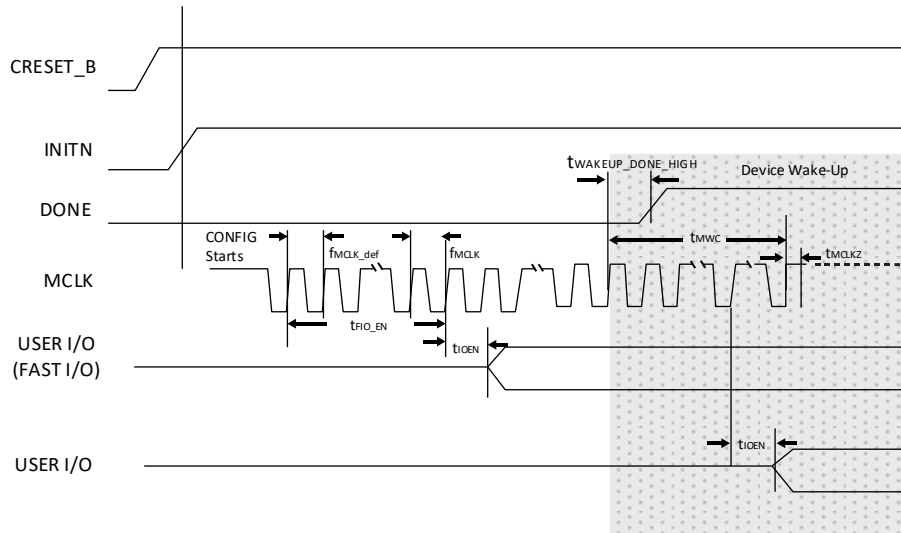 CRESET_B
INITN
tWAKEUP_DONE_HIGH
Device Wake-Up
DONE
CONFIG
Starts
fMCLK_def
fMCLK
tMWC
tMCLKZ
MCLK
tFIO_EN
USER I/O
(FAST I/O)
tIOEN
USER I/O
tIOEN